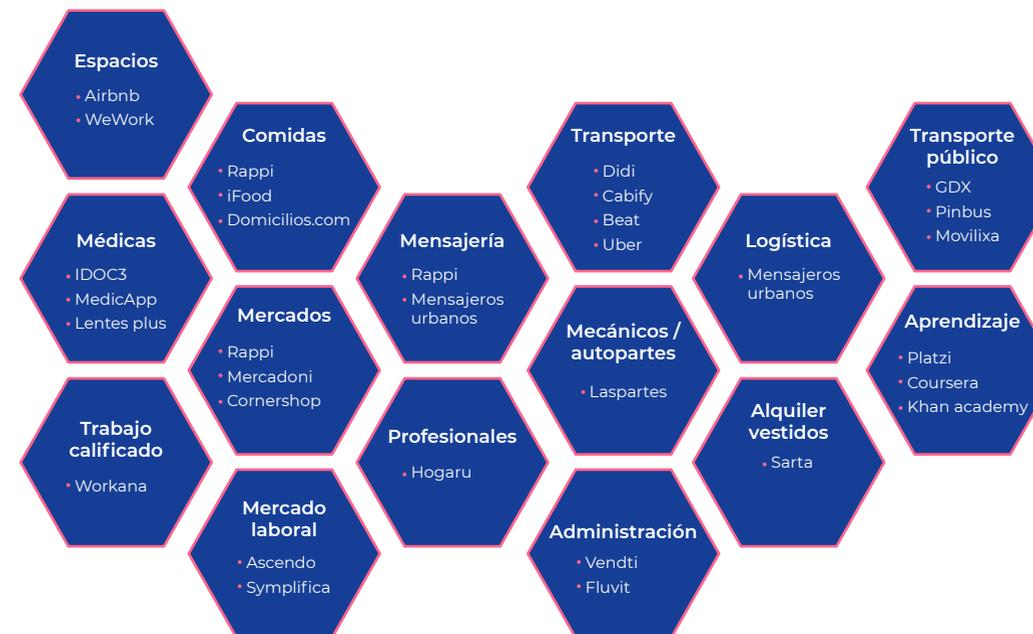 Espacios
• Airbnb
• WeWork
Médicas
• IDOC3
• MedicApp
• Lentes plus
Trabajo
calificado
• Workana
Comidas
• Rappi
• iFood
• Domicilios.com
Mercados
• Rappi
• Mercadoni
• Cornershop
Mercado
laboral
• Ascendo
• Symplifica
Mensajería
• Rappi
• Mensajeros
urbanos
Profesionales
• Hogaru
Transporte
• Didi
• Cabify
• Beat
• Uber
Mecánicos /
autopartes
• Laspartes
Administración
• Vendti
• Fluvit
Logística
• Mensajeros
urbanos
Alquiler
vestidos
• Sarta
Transporte
público
• GDX
• Pinbus
• Movilixa
Aprendizaje
• Platzi
• Coursera
• Khan academy